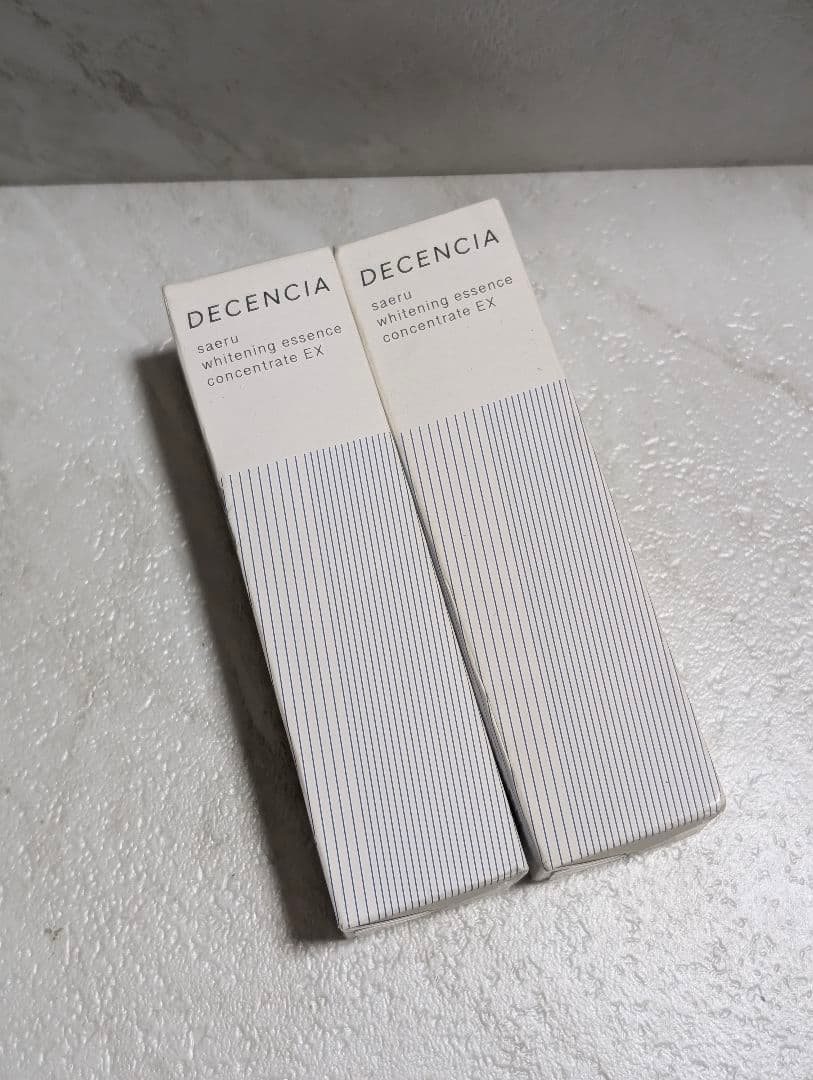 DECENCIA
saeru
whitening essence
concentrate EX
DECENCIA
saeru
whitening essence
concentrate EX